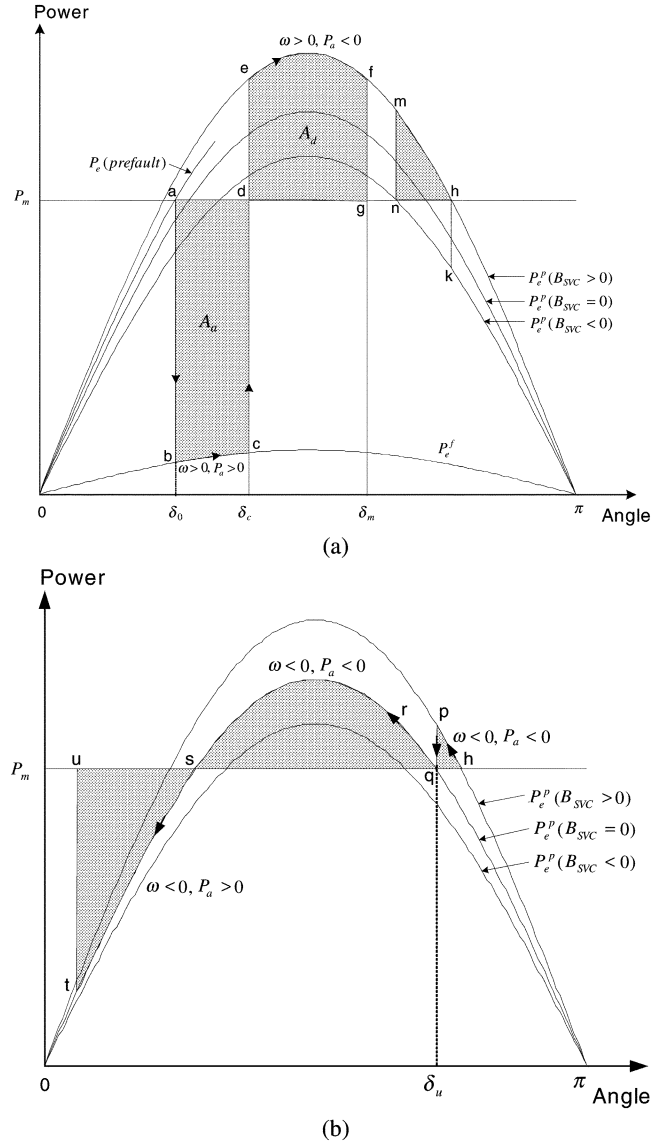 Power
ω > 0, P_a < 0
e
f
m
A_d
P_e (prefault)
P_m
a
d
g
n
h
k
A_a
P_e^p (B_SVC > 0)
P_e^p (B_SVC = 0)
P_e^p (B_SVC < 0)
b
c
ω > 0, P_a > 0
P_e^f
0
δ_0
δ_c
δ_m
π
Angle
(a)
Power
ω < 0, P_a < 0
r
p
ω < 0, P_a < 0
u
s
q
h
P_m
P_e^p (B_SVC > 0)
P_e^p (B_SVC = 0)
P_e^p (B_SVC < 0)
ω < 0, P_a > 0
t
0
δ_u
π
Angle
(b)